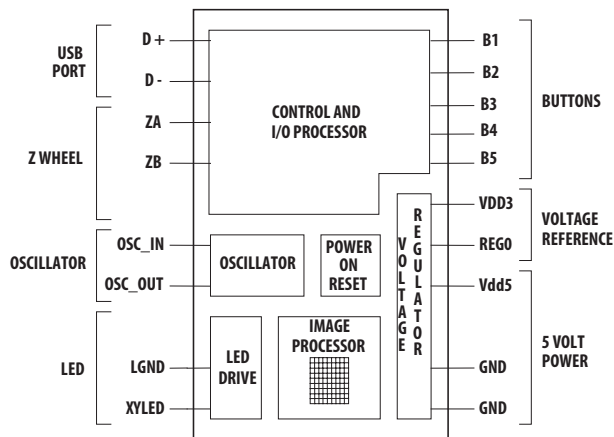 USB
PORT
D +
D -
Z WHEEL
ZA
ZB
OSCILLATOR
OSC_IN
OSC_OUT
LED
LGND
XYLED
CONTROL AND
I/O PROCESSOR
OSCILLATOR
POWER
ON
RESET
LED
DRIVE
IMAGE
PROCESSOR
VOLTAGE
REGULATOR
B1
B2
B3
B4
B5
BUTTONS
VDD3
REG0
VOLTAGE
REFERENCE
Vdd5
GND
GND
5 VOLT
POWER